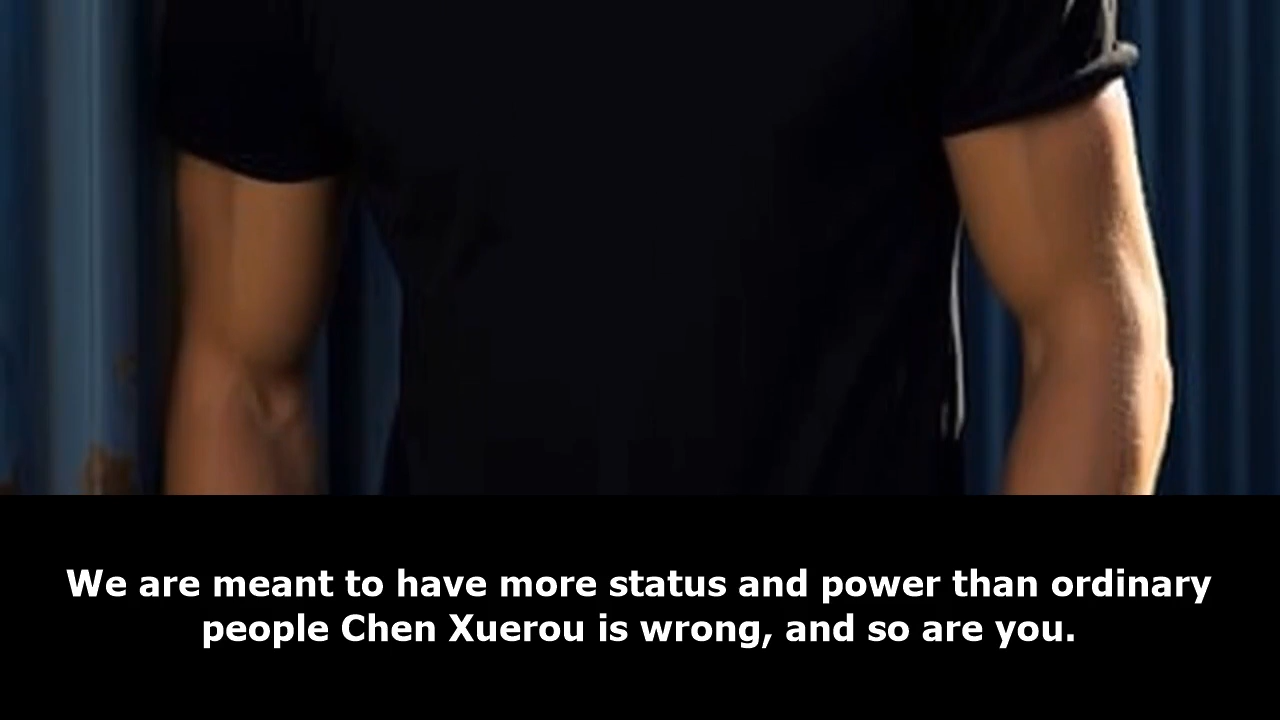 We are meant to have more status and power than ordinary
people Chen Xuerou is wrong, and so are you.